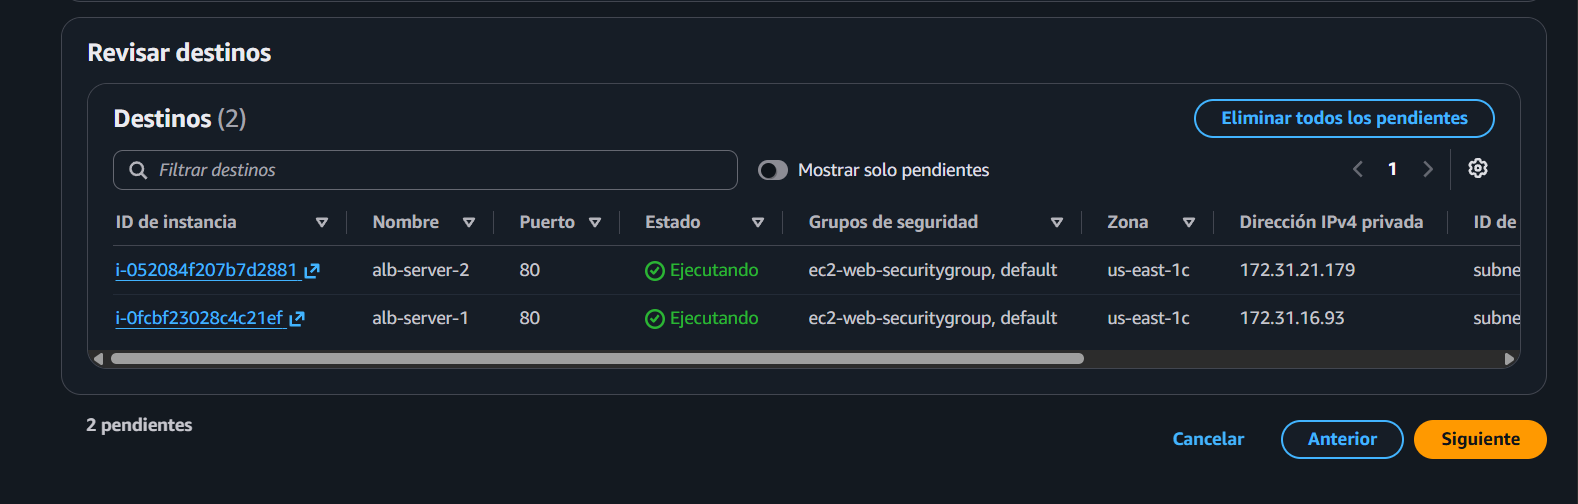 Revisar destinos
Destinos (2)
Eliminar todos los pendientes
Filtrar destinos
Mostrar solo pendientes
1
ID de instancia Nombre Puerto Estado Grupos de seguridad Zona Dirección IPv4 privada ID de
i-052084f207b7d2881 alb-server-2 80 Ejecutando ec2-web-securitygroup, default us-east-1c 172.31.21.179 subne
i-0fcbf23028c4c21ef alb-server-1 80 Ejecutando ec2-web-securitygroup, default us-east-1c 172.31.16.93 subne
2 pendientes
Cancelar Anterior Siguiente